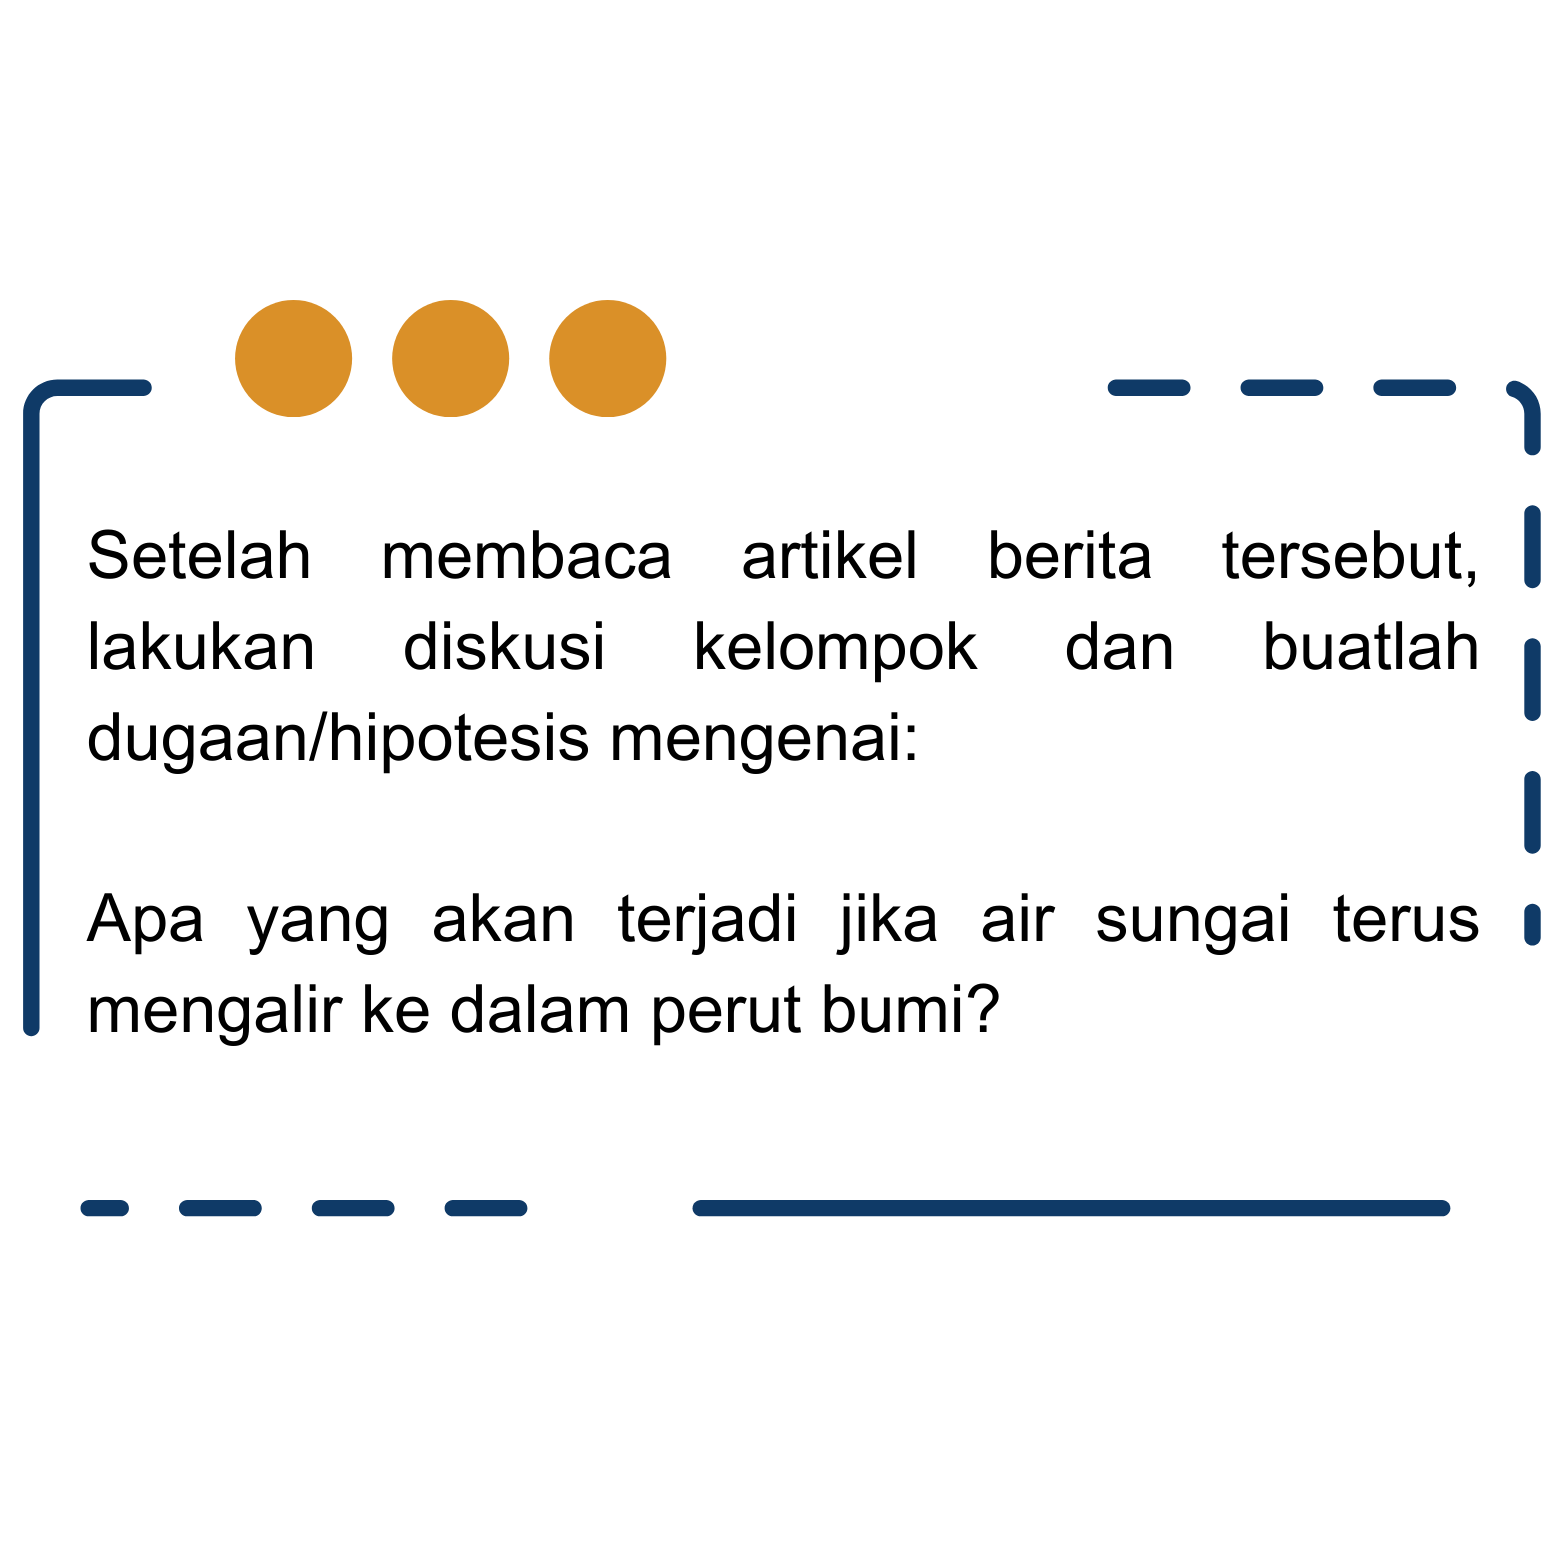 Setelah membaca artikel berita tersebut,
lakukan diskusi kelompok dan buatlah
dugaan/hipotesis mengenai:
Apa yang akan terjadi jika air sungai terus
mengalir ke dalam perut bumi?